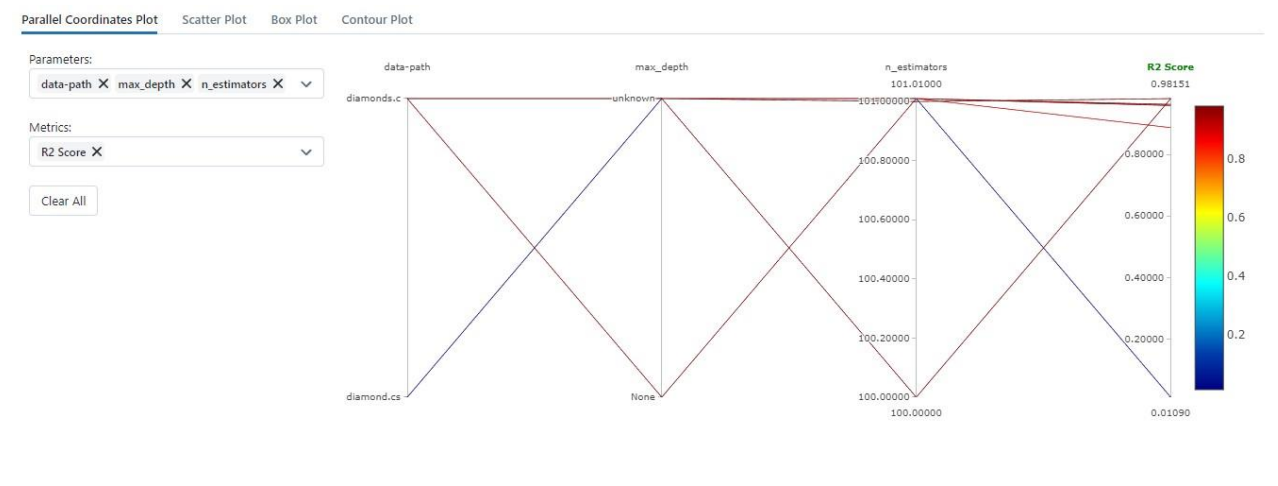 Parallel Coordinates Plot Scatter Plot Box Plot Contour Plot
Parameters:
data-path max_depth n_estimators
Metrics:
R2 Score
Clear All
data-path max_depth n_estimators R2 Score
101.01000 0.98151
diamonds.c unknown 101.00000
100.80000 0.80000 0.8
100.60000 0.60000 0.6
100.40000 0.40000 0.4
100.20000 0.20000 0.2
diamond.cs None 100.00000
100.00000 0.01090